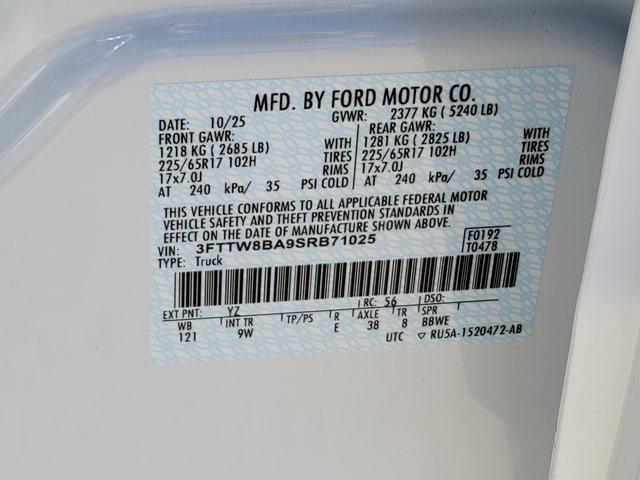 MFD. BY FORD MOTOR CO.
DATE: 10/25 GVWR: 2377 KG ( 5240 LB)
FRONT GAWR: REAR GAWR:
1218 KG ( 2685 LB) WITH 1281 KG ( 2825 LB) WITH
225/65R17 102H TIRES 225/65R17 102H TIRES
17x7.0J RIMS 17x7.0J RIMS
AT 240 kPa/ 35 PSI COLD AT 240 kPa/ 35 PSI COLD
THIS VEHICLE CONFORMS TO ALL APPLICABLE FEDERAL MOTOR
VEHICLE SAFETY AND THEFT PREVENTION STANDARDS IN
EFFECT ON THE DATE OF MANUFACTURE SHOWN ABOVE.
VIN: 3FTTW8BA9SRB71025 F0192
TYPE: Truck T0478
EXT PNT: YZ RC: 56 DSO:
WB INT TR TP/PS R AXLE TR SPR
121 9W E 38 8 BBWE
UTC ▽ RU5A-1520472-AB